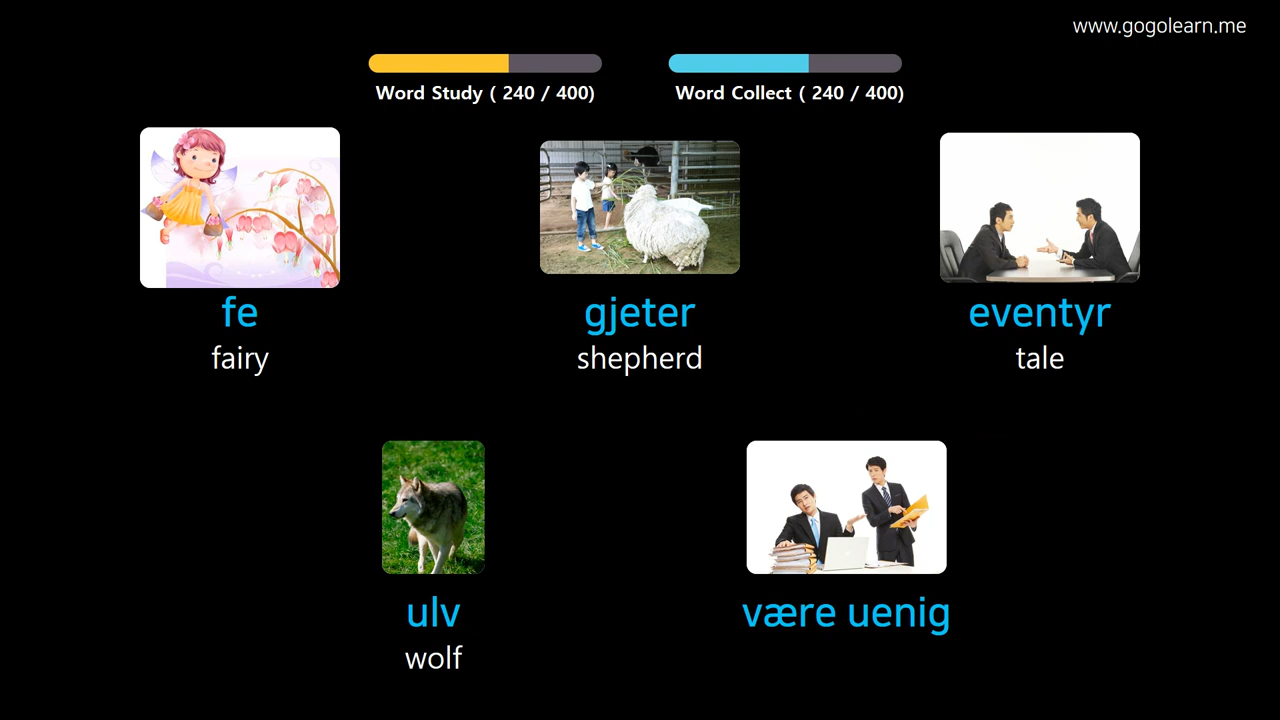 www.gogolearn.me
Word Study ( 240 / 400)
Word Collect ( 240 / 400)
fe
fairy
gjeter
shepherd
eventyr
tale
ulv
wolf
være uenig